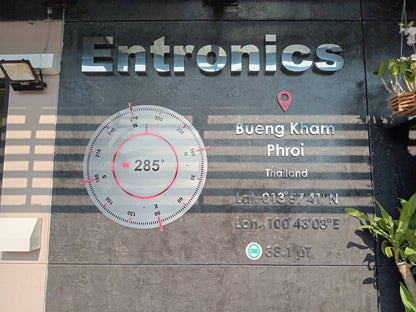 Entronics
Bueng Kham
Phroi
Thailand
Lat. 013°57'41"N
Lon. 100°43'03"E
38.1 µT
W 285°